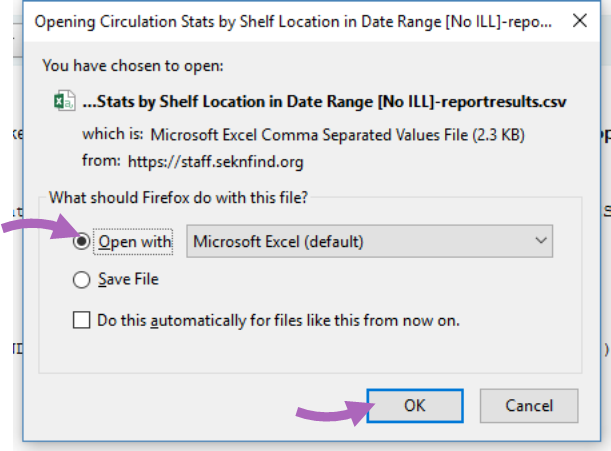 Opening Circulation Stats by Shelf Location in Date Range [No ILL]-repo...
You have chosen to open:
...Stats by Shelf Location in Date Range [No ILL]-reportresults.csv
which is: Microsoft Excel Comma Separated Values File (2.3 KB)
from: https://staff.seknfind.org
What should Firefox do with this file?
Open with
Microsoft Excel (default)
Save File
Do this automatically for files like this from now on.
OK
Cancel